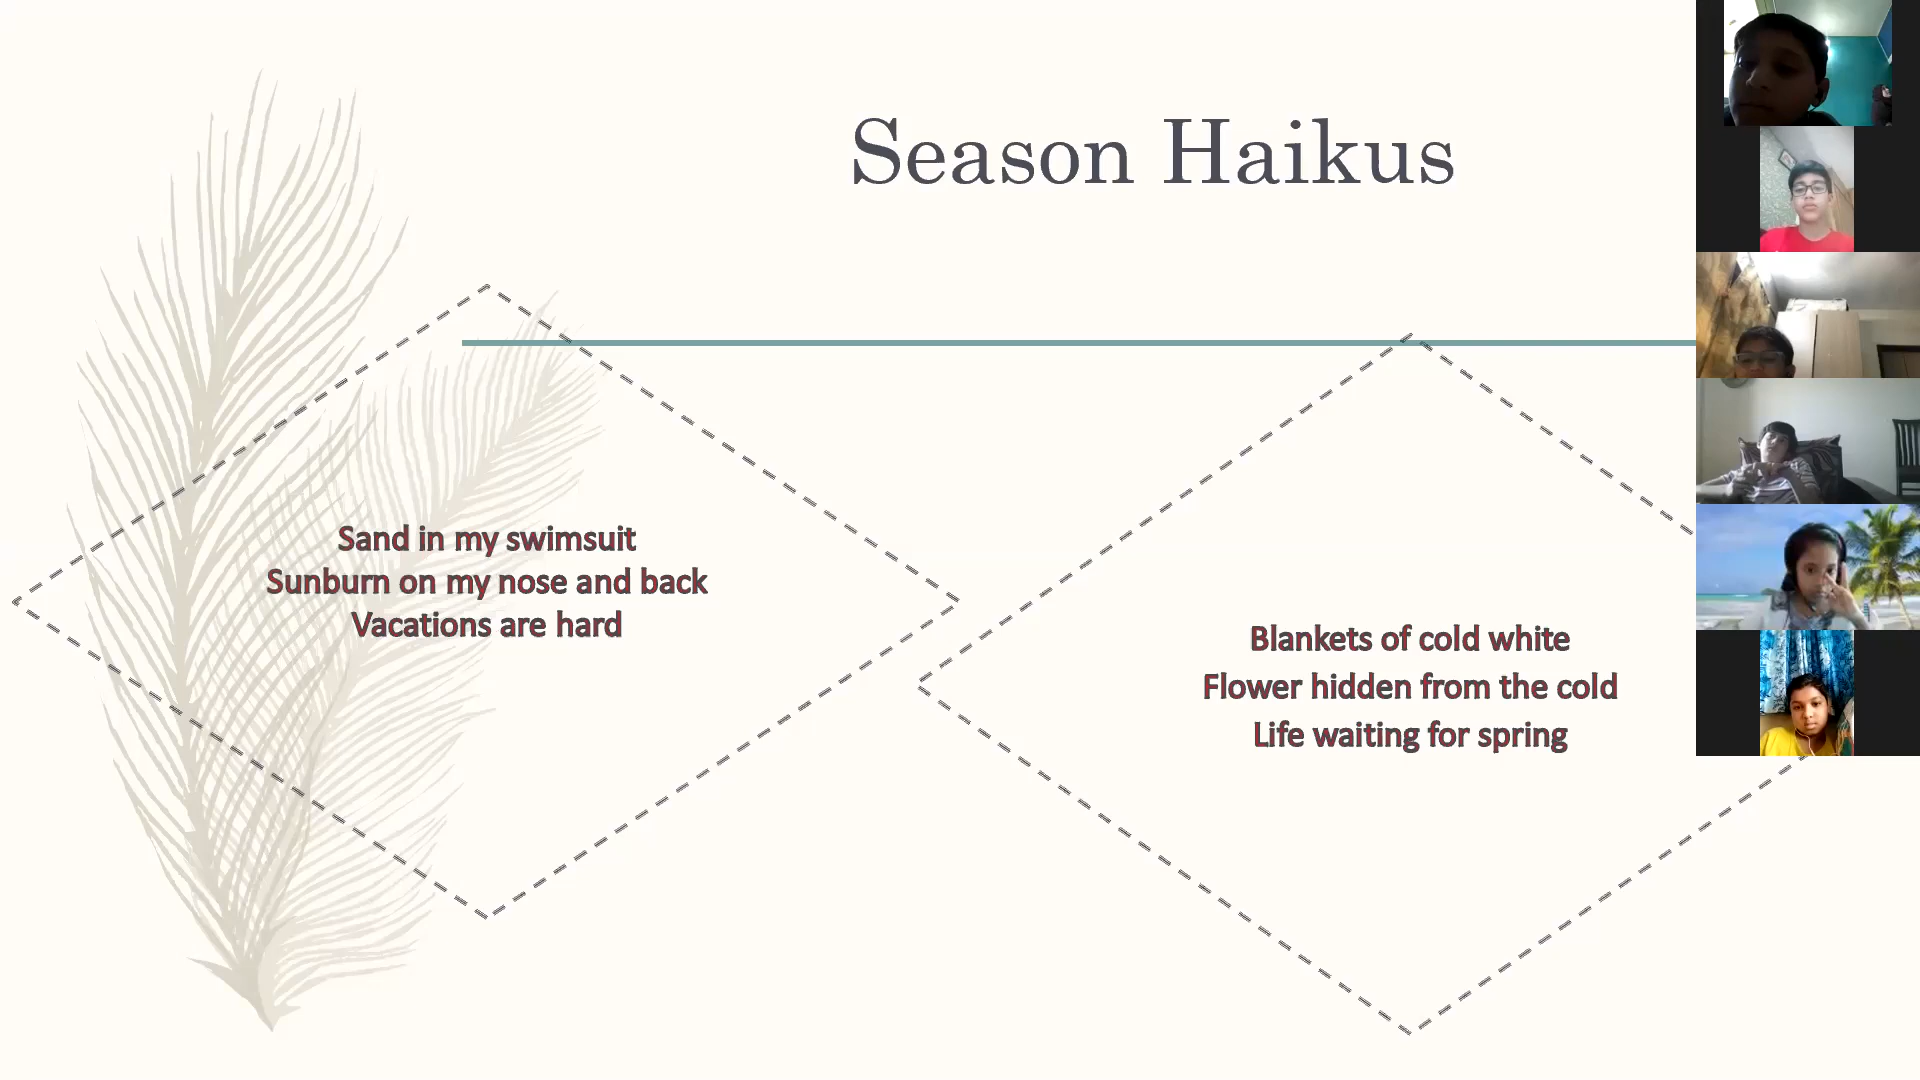 Season Haikus
Sand in my swimsuit
Sunburn on my nose and back
Vacations are hard
Blankets of cold white
Flower hidden from the cold
Life waiting for spring